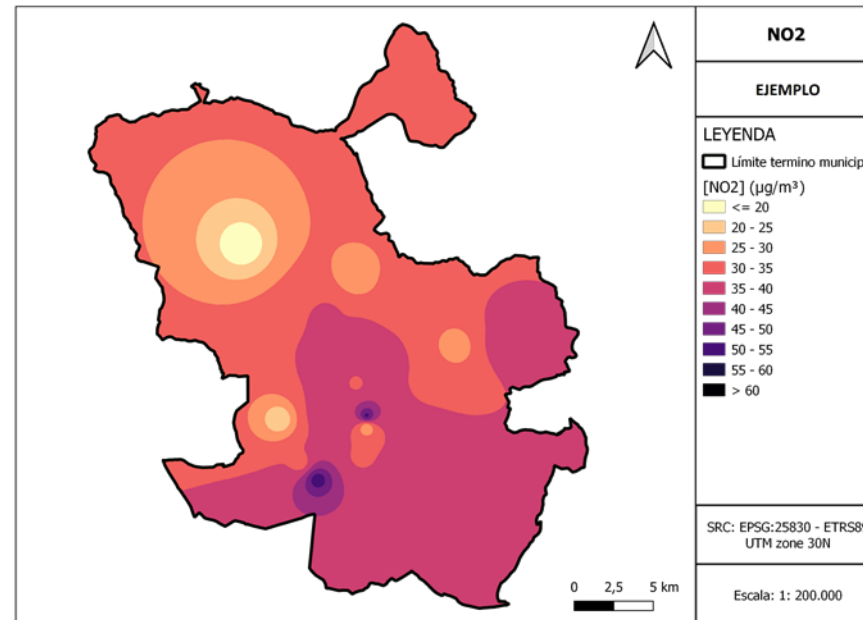 NO2
EJEMPLO
LEYENDA
Límite termino municip
[NO2] (µg/m³)
<= 20
20 - 25
25 - 30
30 - 35
35 - 40
40 - 45
45 - 50
50 - 55
55 - 60
> 60
0 2,5 5 km
SRC: EPSG:25830 - ETRS89
UTM zone 30N
Escala: 1: 200.000